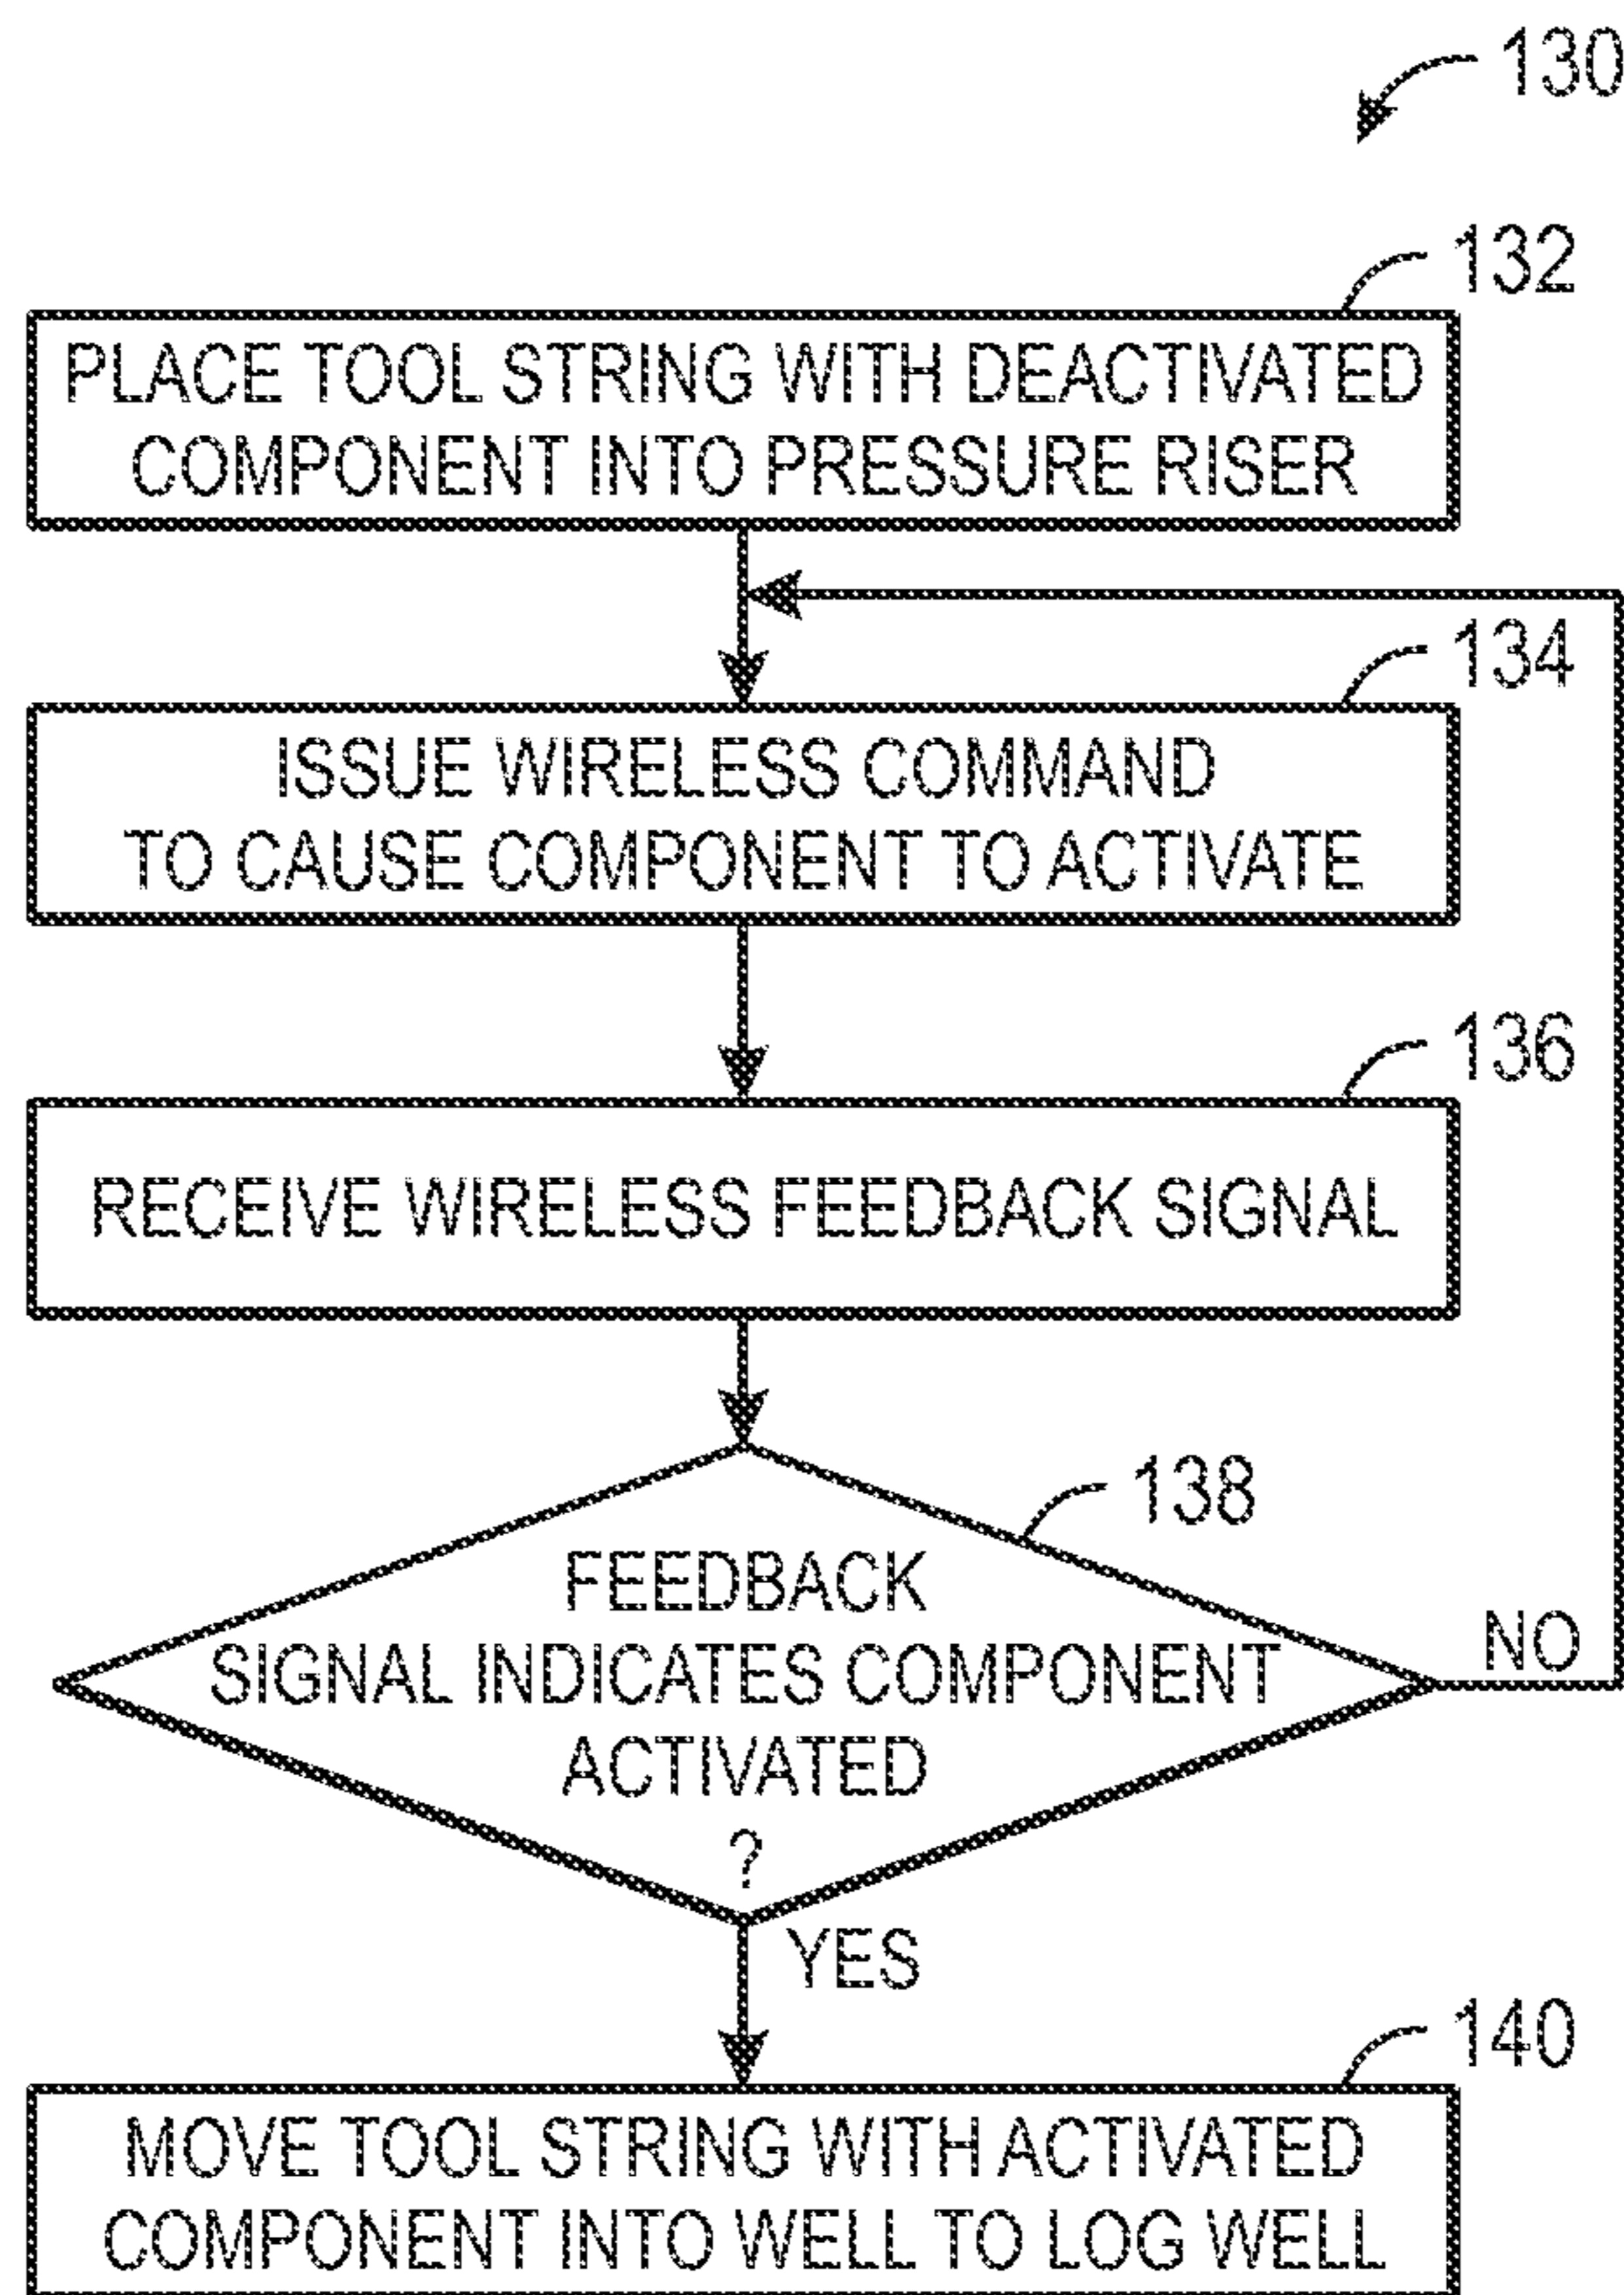 130
132
PLACE TOOL STRING WITH DEACTIVATED
COMPONENT INTO PRESSURE RISER
134
ISSUE WIRELESS COMMAND
TO CAUSE COMPONENT TO ACTIVATE
136
RECEIVE WIRELESS FEEDBACK SIGNAL
138
FEEDBACK
SIGNAL INDICATES COMPONENT
ACTIVATED
?
NO
YES
140
MOVE TOOL STRING WITH ACTIVATED
COMPONENT INTO WELL TO LOG WELL